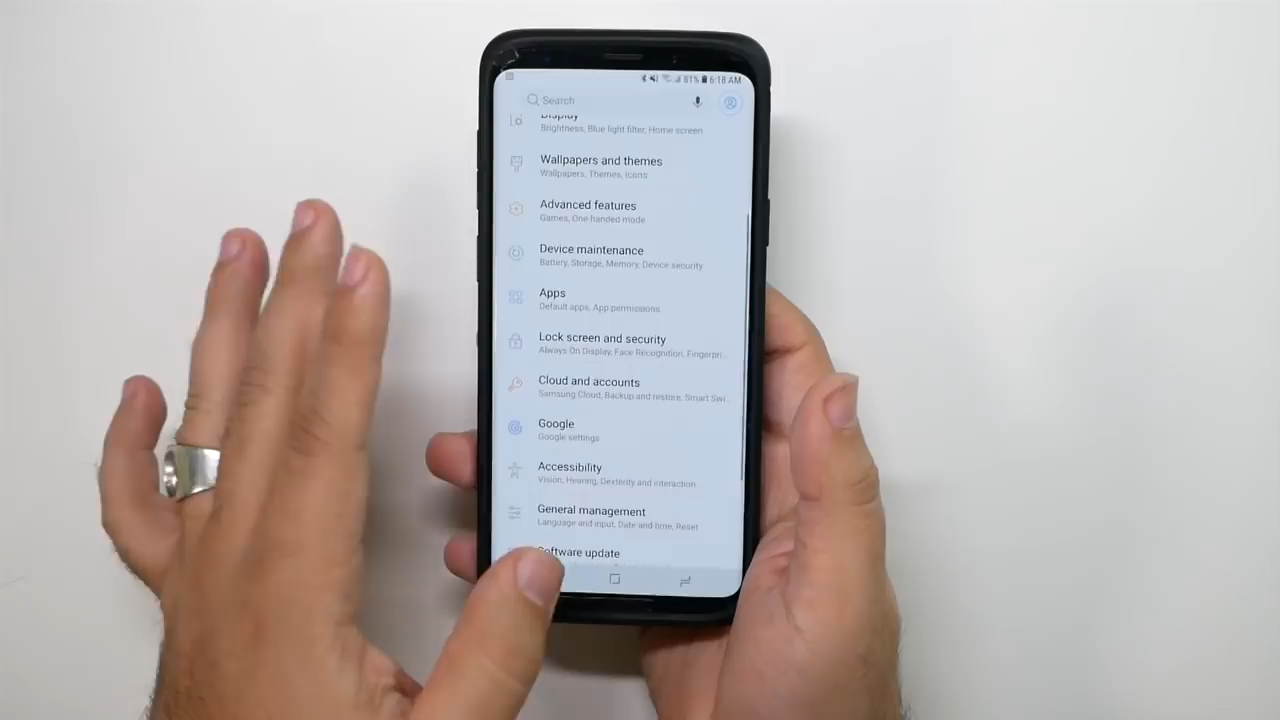 81% 6:18 AM
Search
Display
Brightness, Blue light filter, Home screen
Wallpapers and themes
Wallpapers, Themes, Icons
Advanced features
Games, One handed mode
Device maintenance
Battery, Storage, Memory, Device security
Apps
Default apps, App permissions
Lock screen and security
Always On Display, Face Recognition, Fingerpri...
Cloud and accounts
Samsung Cloud, Backup and restore, Smart Swi...
Google
Google settings
Accessibility
Vision, Hearing, Dexterity and interaction
General management
Language and input, Date and time, Reset
Software update